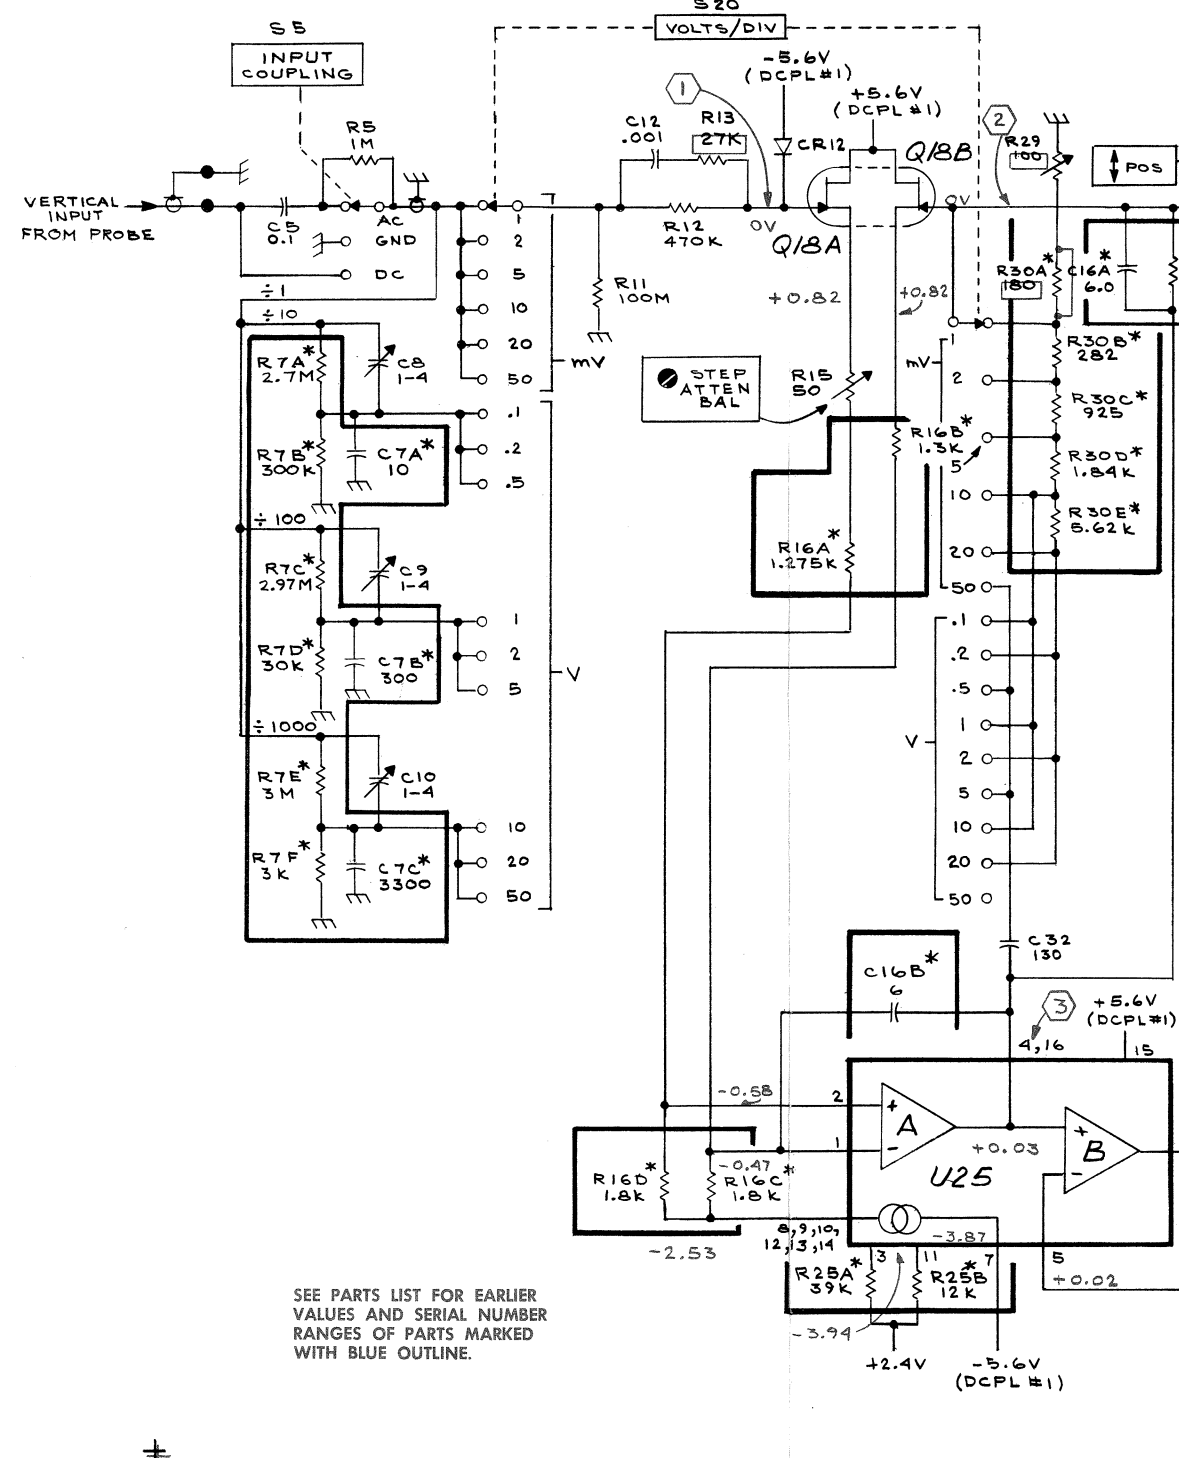 S20
VOLTS/DIV
S5
INPUT
COUPLING
R5
1M
VERTICAL
INPUT
FROM PROBE
C5
0.1
AC
GND
DC
÷1
÷10
R7A*
2.7M
C8
1-4
R7B*
300K
C7A*
10
÷100
R7C*
2.97M
C9
1-4
R7D*
30K
C7B*
300
÷1000
R7E*
3M
C10
1-4
R7F*
3K
C7C*
3300
1
2
5
10
20
50
mV
.1
.2
.5
1
2
5
V
10
20
50
C12
.001
R13
27K
R12
470K
R11
100M
1
0V
-5.6V
(DCPL#1)
CR12
+5.6V
(DCPL#1)
Q18A
Q18B
0V
2
R29
100
POS
+0.82
+0.82
R30A*
180
C16A*
6.0
R30B*
282
R30C*
925
R30D*
1.84K
R30E*
5.62K
STEP
ATTEN
BAL
R15
50
R16B*
1.3K
R16A*
1.275K
1
mV
2
5
10
20
50
.1
.2
.5
1
V
2
5
10
20
50
C32
130
C16B*
6
3
+5.6V
(DCPL#1)
4,16
15
-0.58
2
+
A
-
1
-0.47
+0.03
+
B
-
U25
R16D*
1.8K
R16C*
1.8K
-2.53
8,9,10,
12,13,14
-3.87
3
11
7
5
R25A*
39K
R25B*
12K
+0.02
-3.94
+2.4V
-5.6V
(DCPL #1)
SEE PARTS LIST FOR EARLIER
VALUES AND SERIAL NUMBER
RANGES OF PARTS MARKED
WITH BLUE OUTLINE.